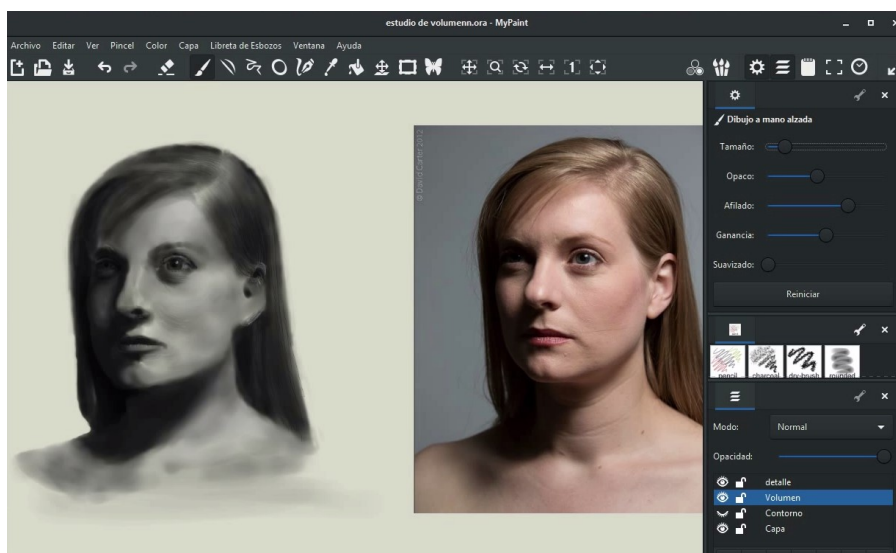 estudio de volumenn.ora - MyPaint
Archivo Editar Ver Pincel Color Capa Libreta de Esbozos Ventana Ayuda
© David Carter 2012
Dibujo a mano alzada
Tamaño:
Opaco:
Afilado:
Ganancia:
Suavizado:
Reiniciar
pencil charcoal dry-brush rounded
Modo: Normal
Opacidad:
detalle
Volumen
Contorno
Capa